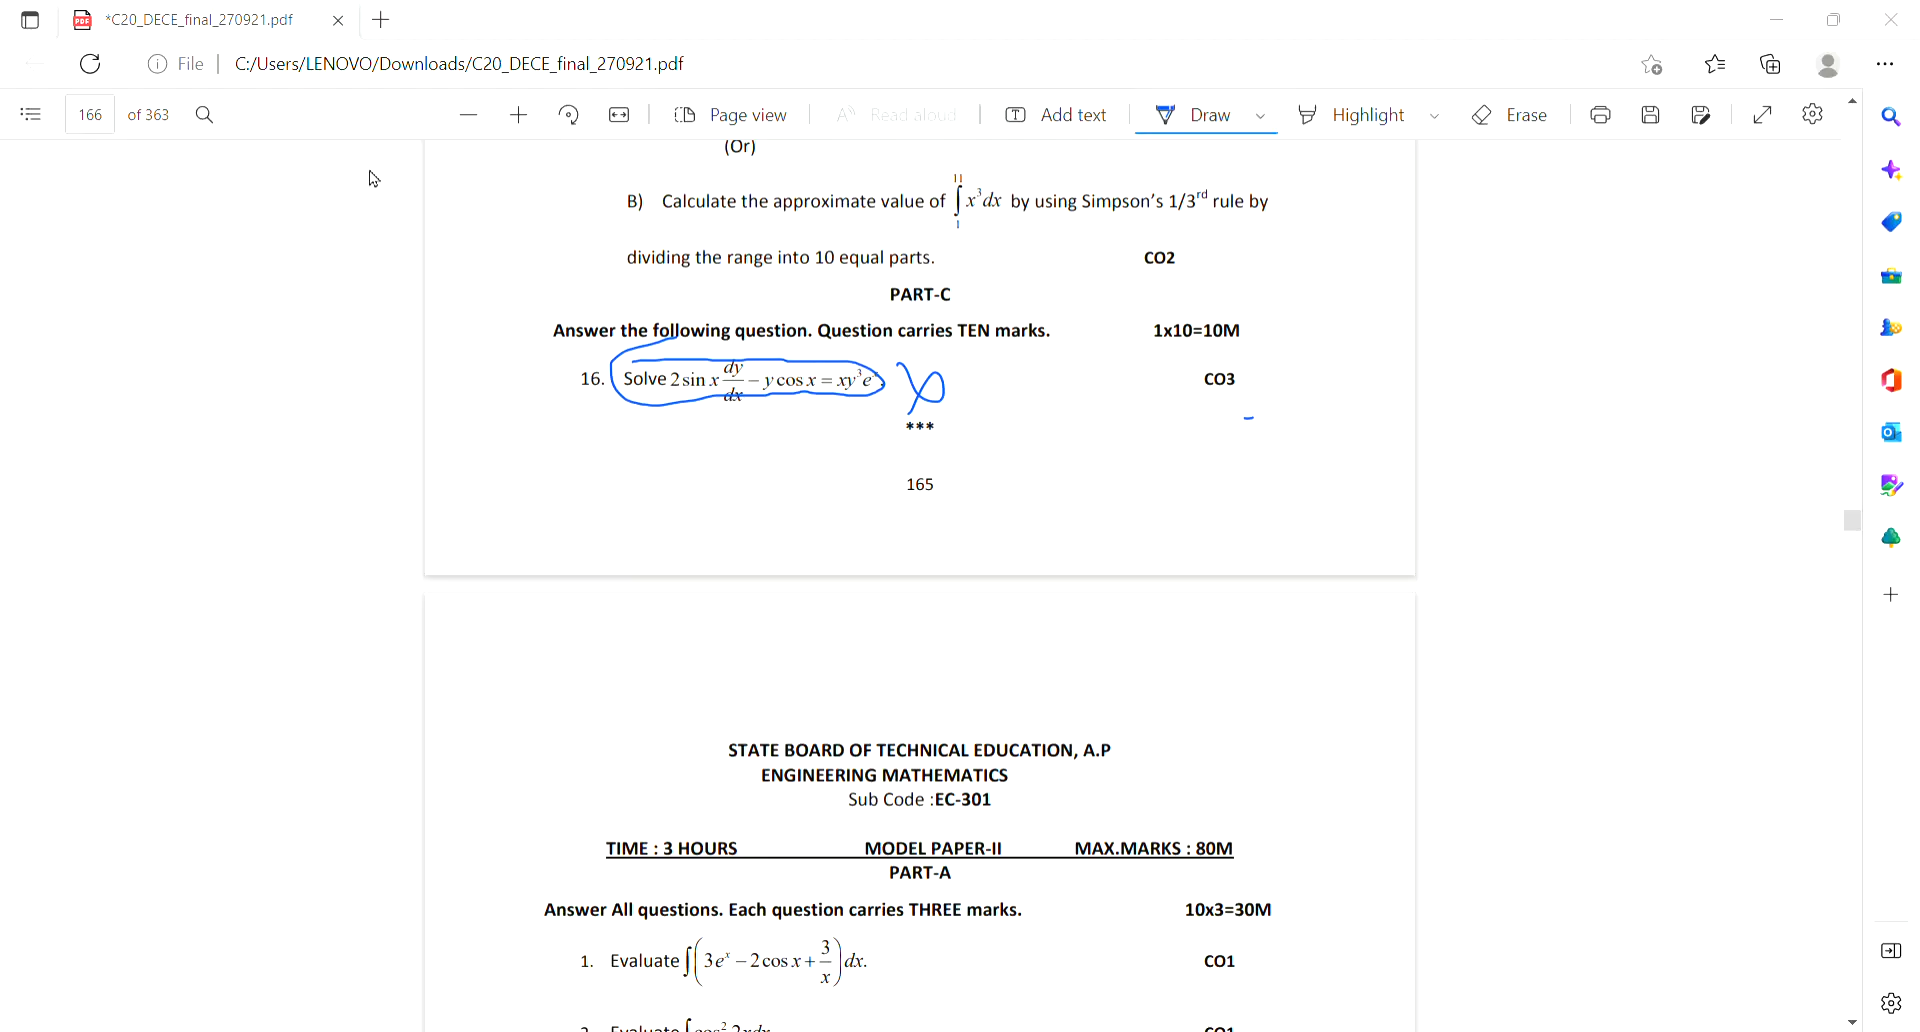 *C20_DECE_final_270921.pdf
File | C:/Users/LENOVO/Downloads/C20_DECE_final_270921.pdf
166 of 363 Page view Read aloud Add text Draw Highlight Erase
(Or)
B) Calculate the approximate value of ∫₁¹¹ x³ dx by using Simpson's 1/3rd rule by
dividing the range into 10 equal parts. CO2
PART-C
Answer the following question. Question carries TEN marks. 1x10=10M
16. Solve 2 sin x dy/dx − y cos x = xy³e CO3
***
165
STATE BOARD OF TECHNICAL EDUCATION, A.P
ENGINEERING MATHEMATICS
Sub Code :EC-301
TIME : 3 HOURS MODEL PAPER-II MAX.MARKS : 80M
PART-A
Answer All questions. Each question carries THREE marks. 10x3=30M
1. Evaluate ∫(3eˣ − 2 cos x + 3/x) dx. CO1